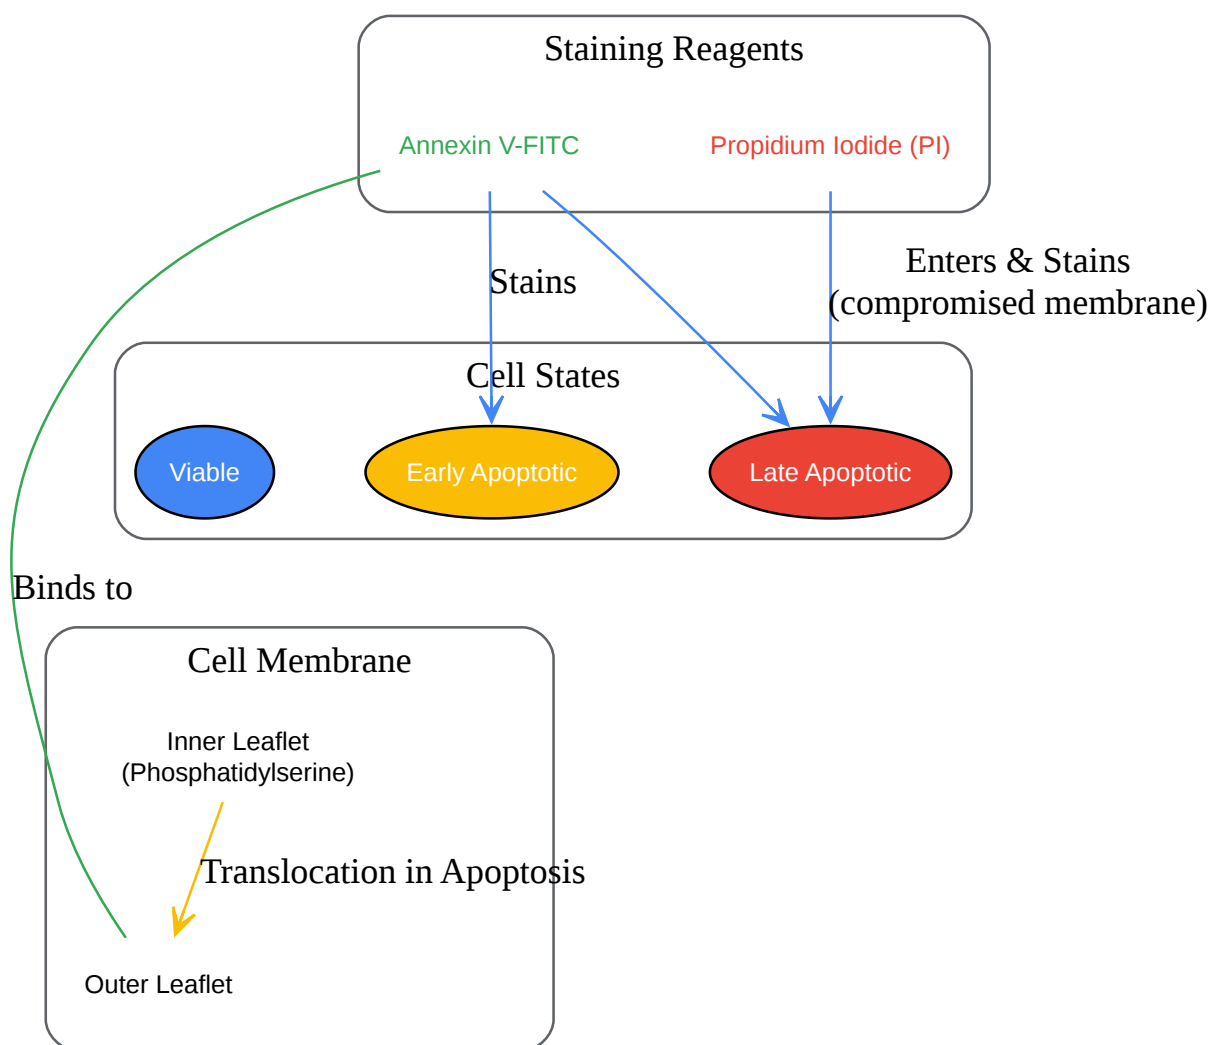 Staining Reagents
Annexin V-FITC
Propidium Iodide (PI)
Stains
Enters & Stains
(compromised membrane)
Cell States
Viable
Early Apoptotic
Late Apoptotic
Binds to
Cell Membrane
Inner Leaflet
(Phosphatidylserine)
Translocation in Apoptosis
Outer Leaflet